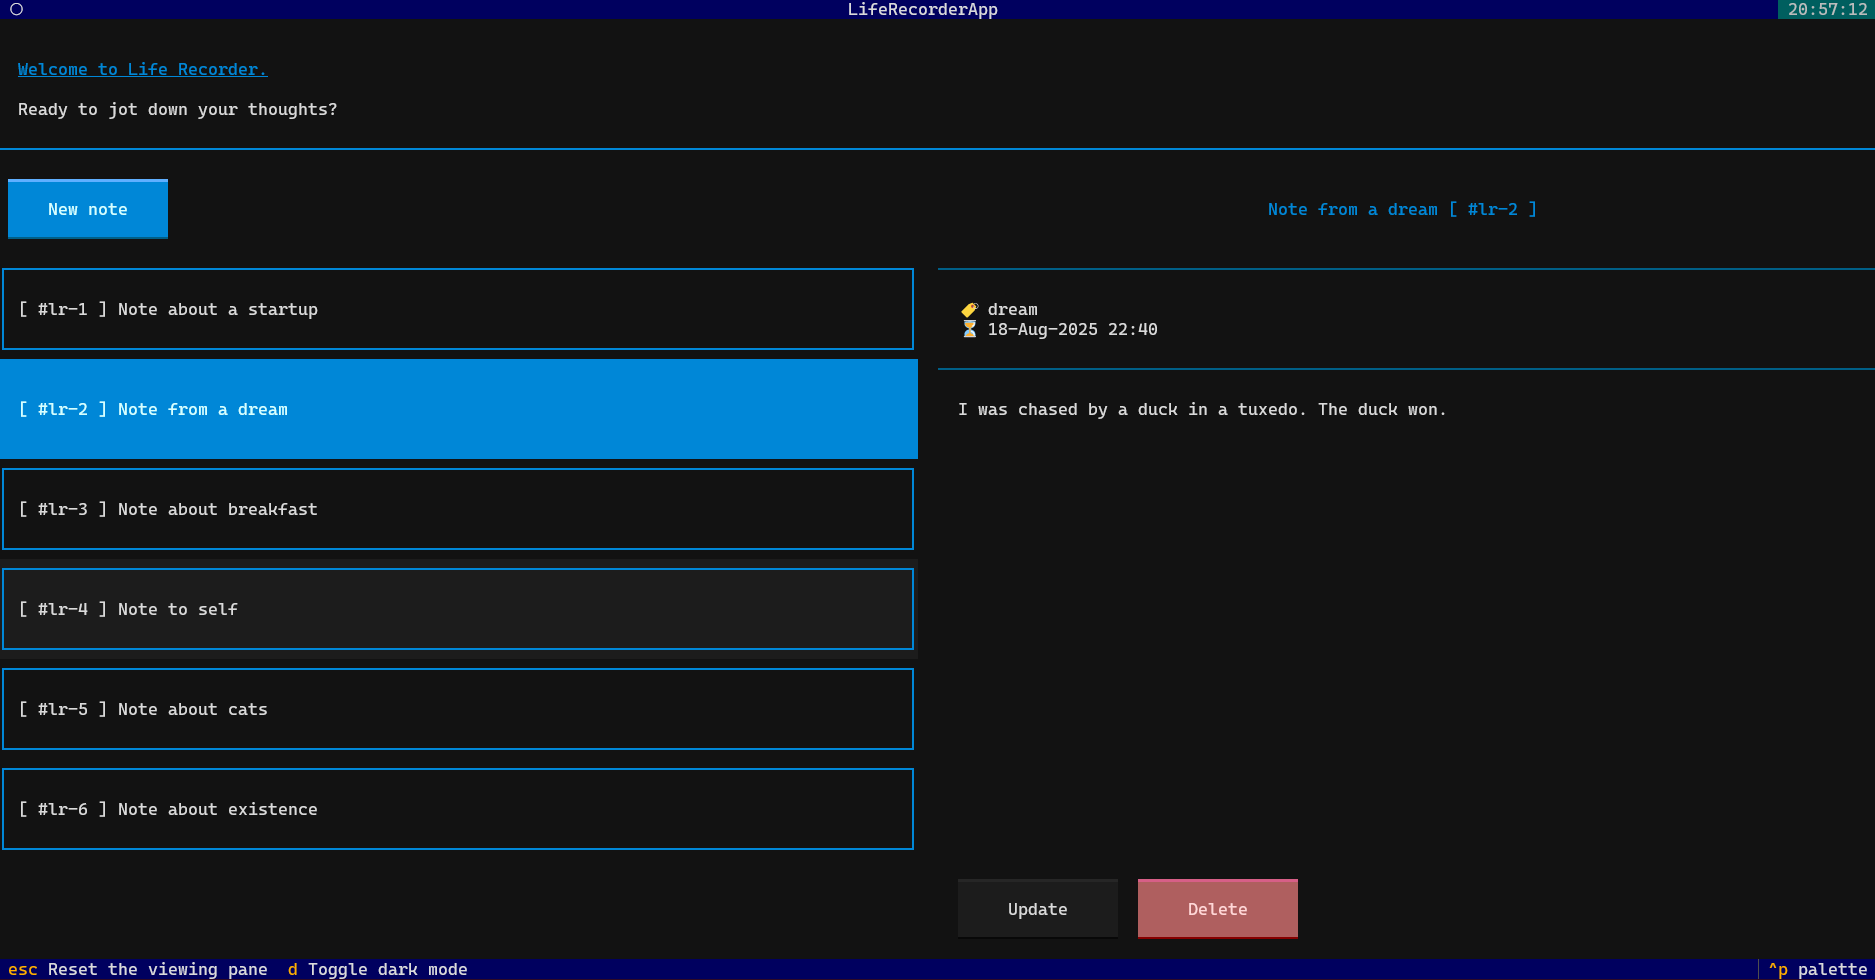 LifeRecorderApp
20:57:12
Welcome to Life Recorder.
Ready to jot down your thoughts?
New note
[ #lr-1 ] Note about a startup
[ #lr-2 ] Note from a dream
[ #lr-3 ] Note about breakfast
[ #lr-4 ] Note to self
[ #lr-5 ] Note about cats
[ #lr-6 ] Note about existence
Note from a dream [ #lr-2 ]
dream
18-Aug-2025 22:40
I was chased by a duck in a tuxedo. The duck won.
Update
Delete
esc Reset the viewing pane d Toggle dark mode
^p palette